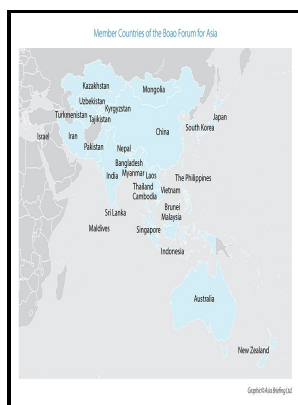 Member Countries of the Boao Forum for Asia
Kazakhstan
Mongolia
Uzbekistan
Kyrgyzstan
Turkmenistan
Tajikistan
Japan
China
South Korea
Israel
Iran
Pakistan
Nepal
Bangladesh
India
Myanmar
Laos
The Philippines
Thailand
Vietnam
Cambodia
Sri Lanka
Brunei
Malaysia
Maldives
Singapore
Indonesia
Australia
New Zealand
Graphic© Asia Briefing Ltd.